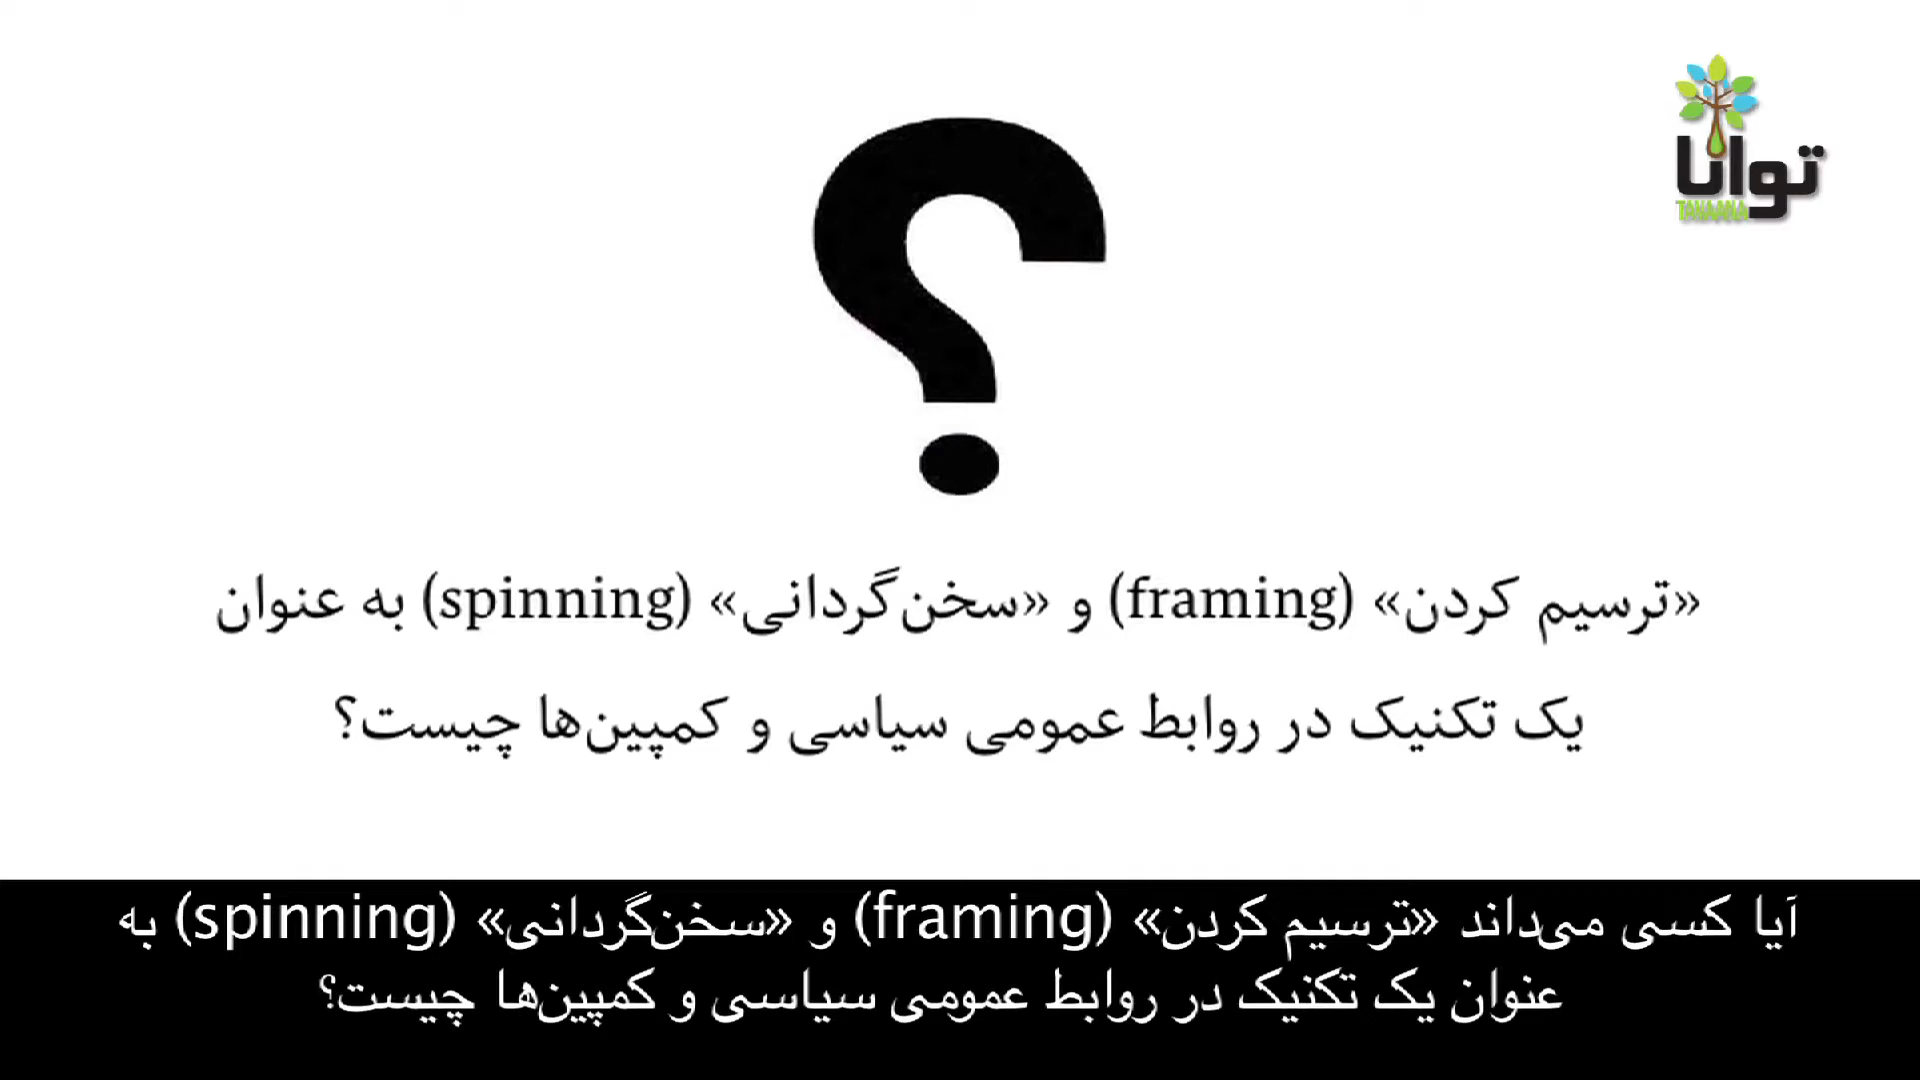 توانا
TAVAANA
؟
«ترسیم کردن» (framing) و «سخن‌گردانی» (spinning) به عنوان
یک تکنیک در روابط عمومی سیاسی و کمپین‌ها چیست؟
آیا کسی می‌داند «ترسیم کردن» (framing) و «سخن‌گردانی» (spinning) به
عنوان یک تکنیک در روابط عمومی سیاسی و کمپین‌ها چیست؟